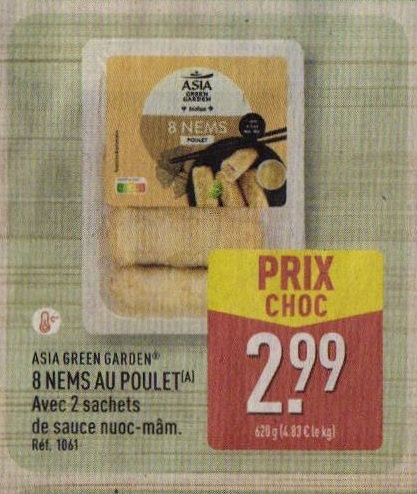 ASIA
GREEN
GARDEN
8 NEMS
POULET
PRIX
CHOC
2.99
620 g (4.83 € le kg)
ASIA GREEN GARDEN®
8 NEMS AU POULET(A)
Avec 2 sachets
de sauce nuoc-mâm.
Réf. 1061